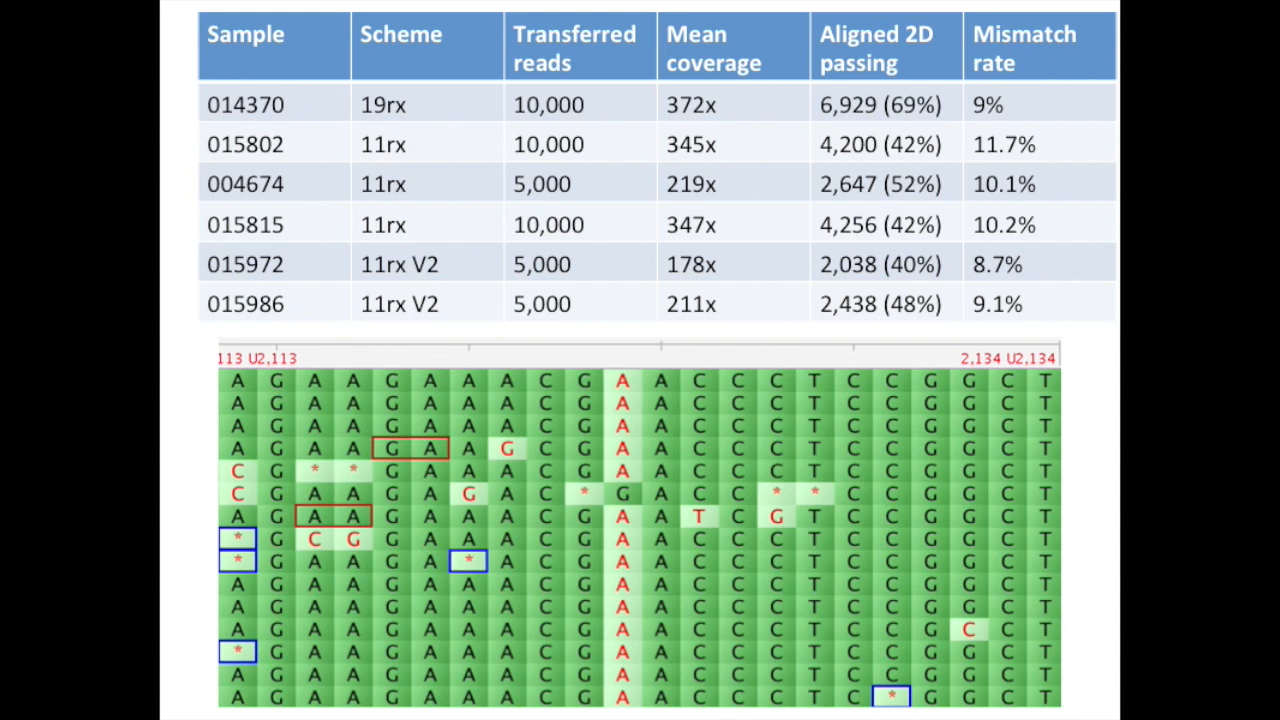 Sample Scheme Transferred reads Mean coverage Aligned 2D passing Mismatch rate
014370 19rx 10,000 372x 6,929 (69%) 9%
015802 11rx 10,000 345x 4,200 (42%) 11.7%
004674 11rx 5,000 219x 2,647 (52%) 10.1%
015815 11rx 10,000 347x 4,256 (42%) 10.2%
015972 11rx V2 5,000 178x 2,038 (40%) 8.7%
015986 11rx V2 5,000 211x 2,438 (48%) 9.1%
113 U2,113 2,134 U2,134
A G A A G A A A C G A A C C C T C C G G C T
A G A A G A A A C G A A C C C T C C G G C T
A G A A G A A A C G A A C C C T C C G G C T
A G A A G A A G C G A A C C C T C C G G C T
C G * * G A A A C G A A C C C T C C G G C T
C G A A G A G A C * G A C C * * C C G G C T
A G A A G A A A C G A A T C G T C C G G C T
* G C G G A A A C G A A C C C T C C G G C T
* G A A G A * A C G A A C C C T C C G G C T
A G A A G A A A C G A A C C C T C C G G C T
A G A A G A A A C G A A C C C T C C G G C T
A G A A G A A A C G A A C C C T C C G C C T
* G A A G A A A C G A A C C C T C C G G C T
A G A A G A A A C G A A C C C T C C G G C T
A G A A G A A A C G A A C C C T C * G G C T